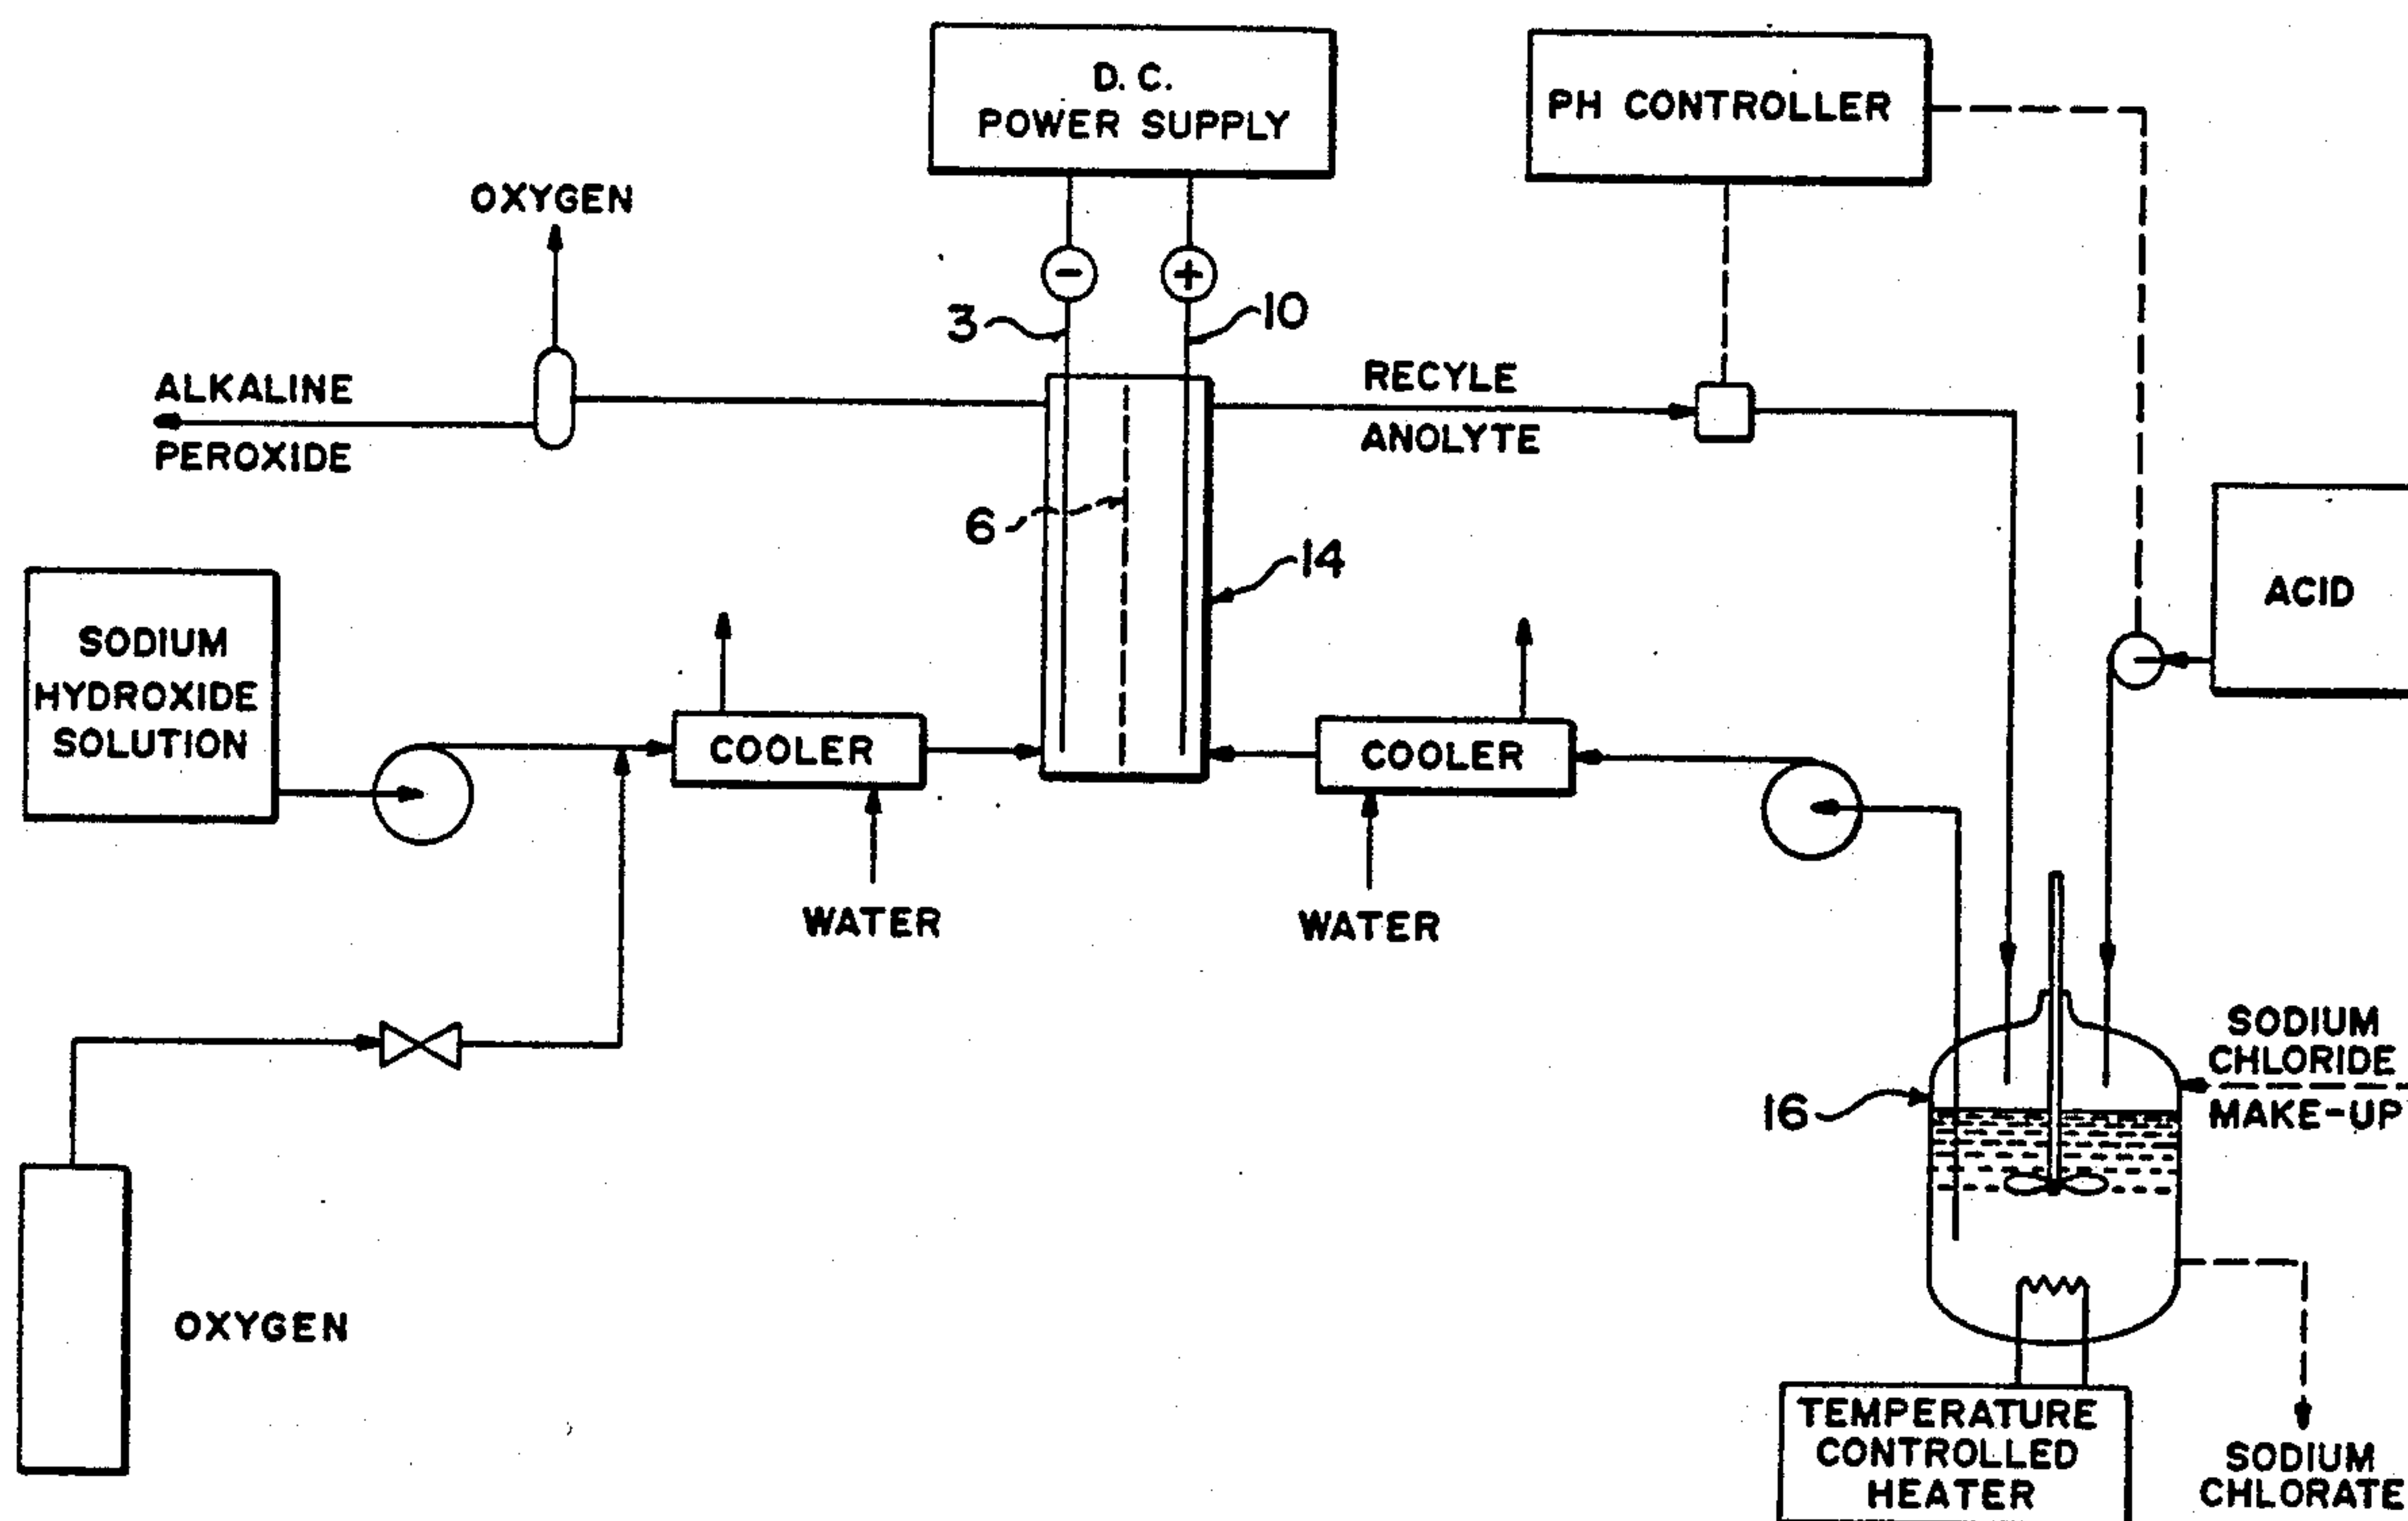 D. C.
POWER SUPPLY
PH CONTROLLER
OXYGEN
-
+
3
10
ALKALINE
PEROXIDE
RECYLE
ANOLYTE
6
14
ACID
SODIUM
HYDROXIDE
SOLUTION
COOLER
COOLER
WATER
WATER
SODIUM
CHLORIDE
MAKE-UP
16
OXYGEN
TEMPERATURE
CONTROLLED
HEATER
SODIUM
CHLORATE